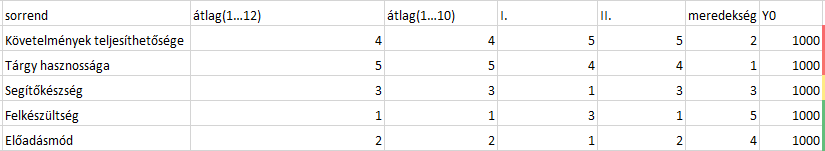 sorrend átlag(1…12) átlag(1…10) I. II. meredekség Y0
Követelmények teljesíthetősége 4 4 5 5 2 1000
Tárgy hasznossága 5 5 4 4 1 1000
Segítőkészség 3 3 1 3 3 1000
Felkészültség 1 1 3 1 5 1000
Előadásmód 2 2 1 2 4 1000